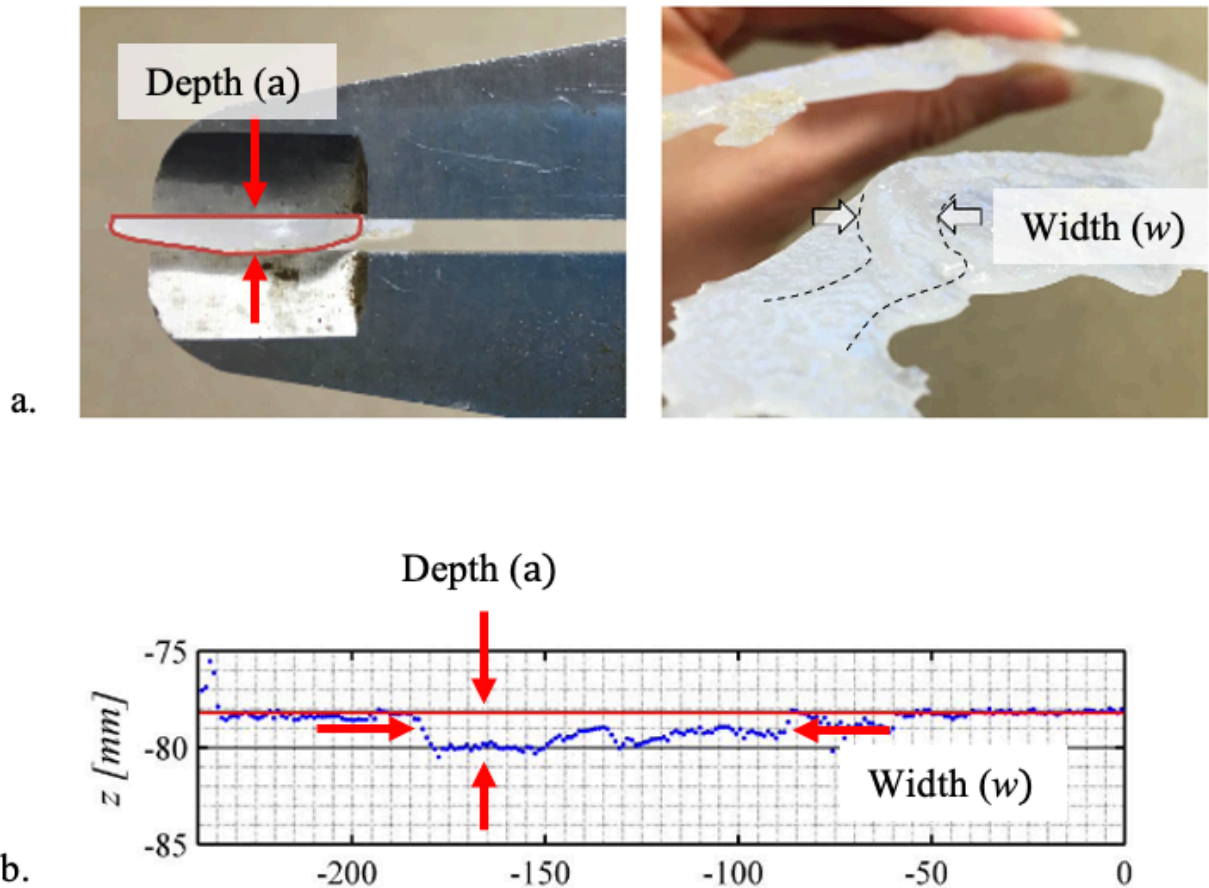 Depth (a)
Width (w)
a.
Depth (a)
-75
-80
-85
z [mm]
Width (w)
b.
-200
-150
-100
-50
0